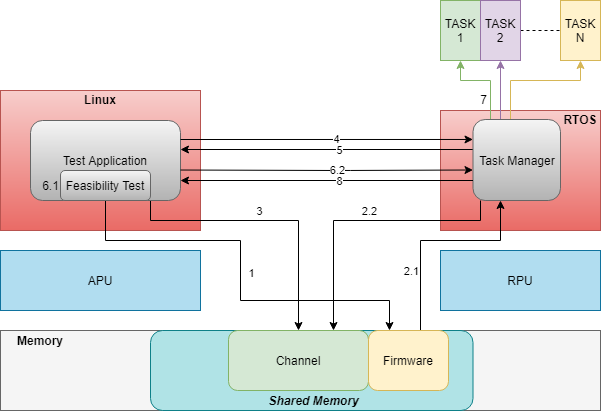 TASK
1
TASK
2
TASK
N
7
Linux
RTOS
Test Application
6.1
Feasibility Test
4
5
6.2
8
Task Manager
3
2.2
1
2.1
APU
RPU
Memory
Channel
Firmware
Shared Memory